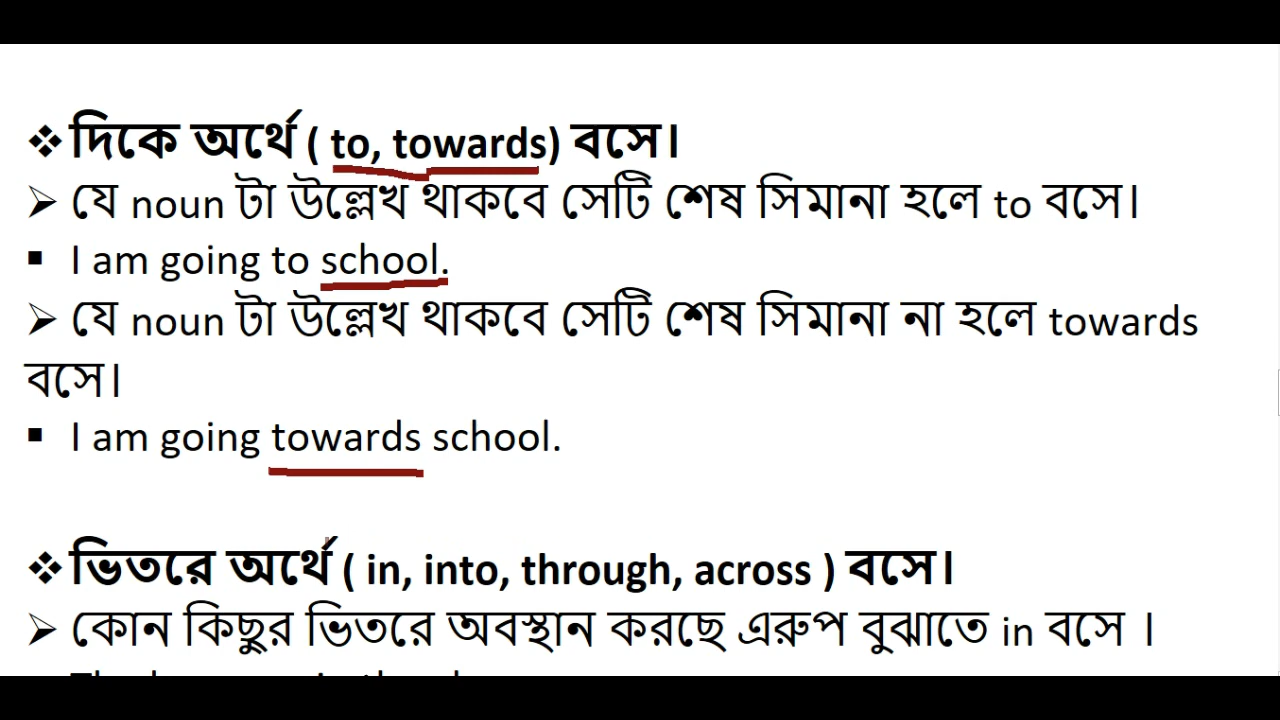 ❖ দিকে অর্থে ( to, towards) বসে।
➢ যে noun টা উল্লেখ থাকবে সেটি শেষ সিমানা হলে to বসে।
▪ I am going to school.
➢ যে noun টা উল্লেখ থাকবে সেটি শেষ সিমানা না হলে towards
বসে।
▪ I am going towards school.
❖ ভিতরে অর্থে ( in, into, through, across ) বসে।
➢ কোন কিছুর ভিতরে অবস্থান করছে এরুপ বুঝাতে in বসে ।